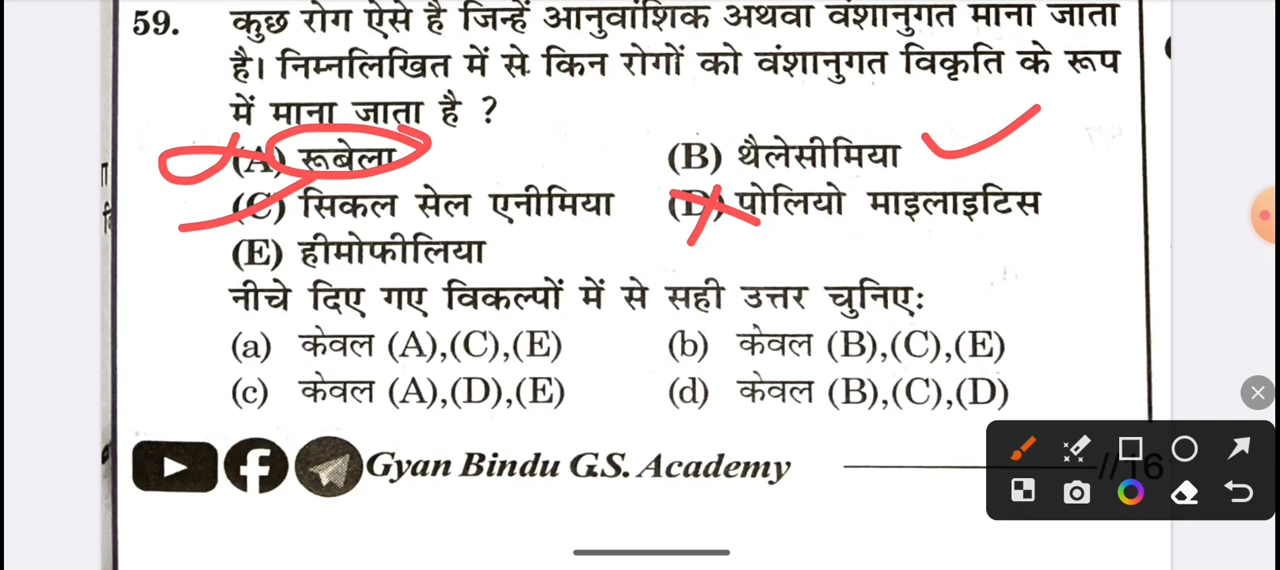 59. कुछ रोग ऐसे है जिन्हें आनुवांशिक अथवा वंशानुगत माना जाता
है। निम्नलिखित में से किन रोगों को वंशानुगत विकृति के रूप
में माना जाता है ?
(A) रूबेला (B) थैलेसीमिया
(C) सिकल सेल एनीमिया (D) पोलियो माइलाइटिस
(E) हीमोफीलिया
नीचे दिए गए विकल्पों में से सही उत्तर चुनिए:
(a) केवल (A),(C),(E) (b) केवल (B),(C),(E)
(c) केवल (A),(D),(E) (d) केवल (B),(C),(D)
Gyan Bindu G.S. Academy //16